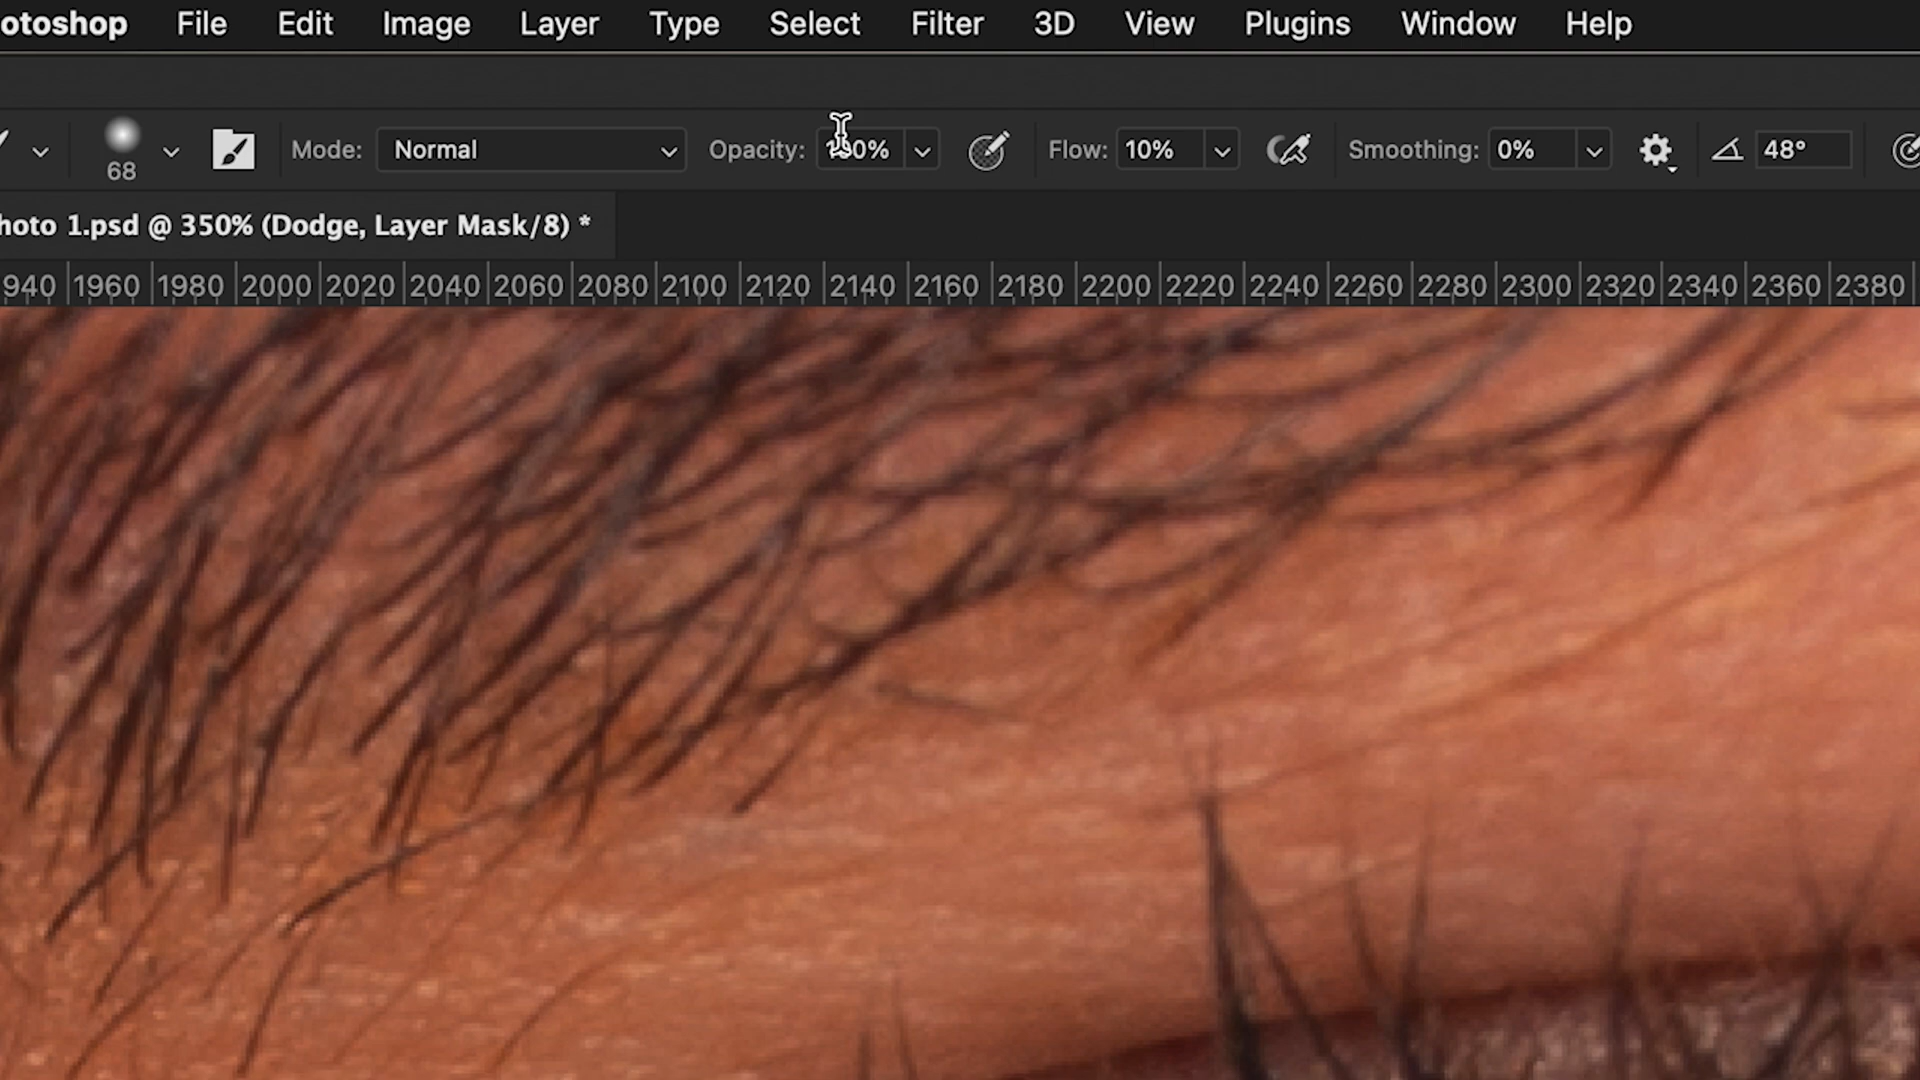 otoshop File Edit Image Layer Type Select Filter 3D View Plugins Window Help
68 Mode: Normal Opacity: 100% Flow: 10% Smoothing: 0% 48°
hoto 1.psd @ 350% (Dodge, Layer Mask/8) *
940 1960 1980 2000 2020 2040 2060 2080 2100 2120 2140 2160 2180 2200 2220 2240 2260 2280 2300 2320 2340 2360 2380